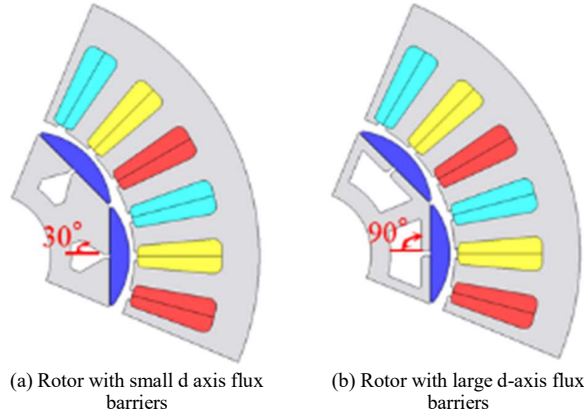 30°
90°
(a) Rotor with small d axis flux
barriers
(b) Rotor with large d-axis flux
barriers